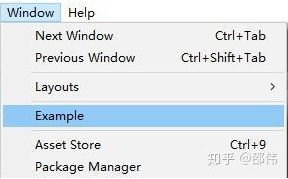 Window Help
Next Window Ctrl+Tab
Previous Window Ctrl+Shift+Tab
Layouts >
Example
Asset Store Ctrl+9
Package Manager
知乎 @邵伟